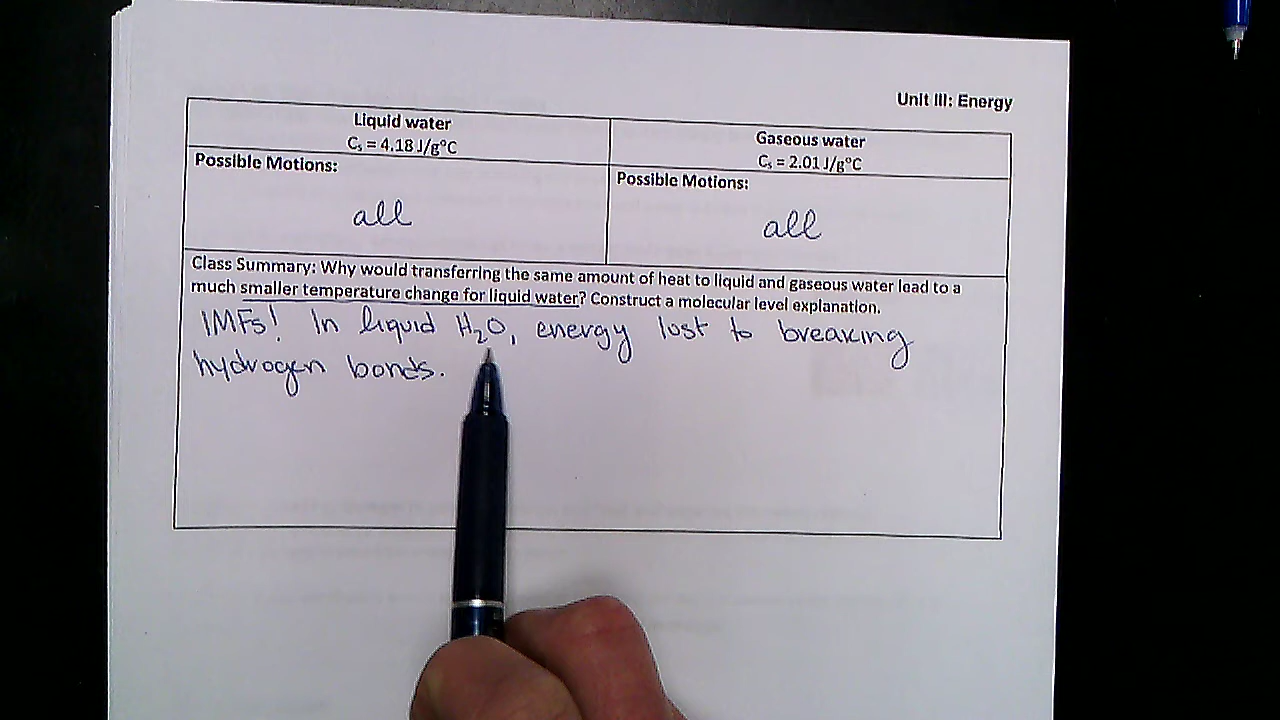 Unit III: Energy
Liquid water
Cs = 4.18 J/g°C
Gaseous water
Cs = 2.01 J/g°C
Possible Motions:
all
Possible Motions:
all
Class Summary: Why would transferring the same amount of heat to liquid and gaseous water lead to a
much smaller temperature change for liquid water? Construct a molecular level explanation.
IMFs! In liquid H₂O, energy lost to breaking
hydrogen bonds.